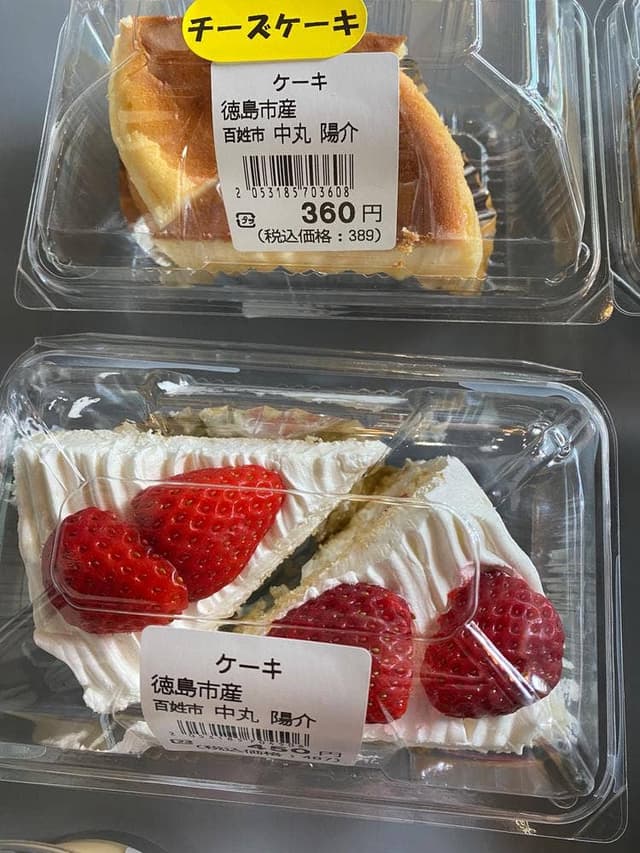 チーズケーキ
ケーキ
徳島市産
百姓市 中丸 陽介
2 053185 703608
360円
(税込価格：389)
ケーキ
徳島市産
百姓市 中丸 陽介
450円